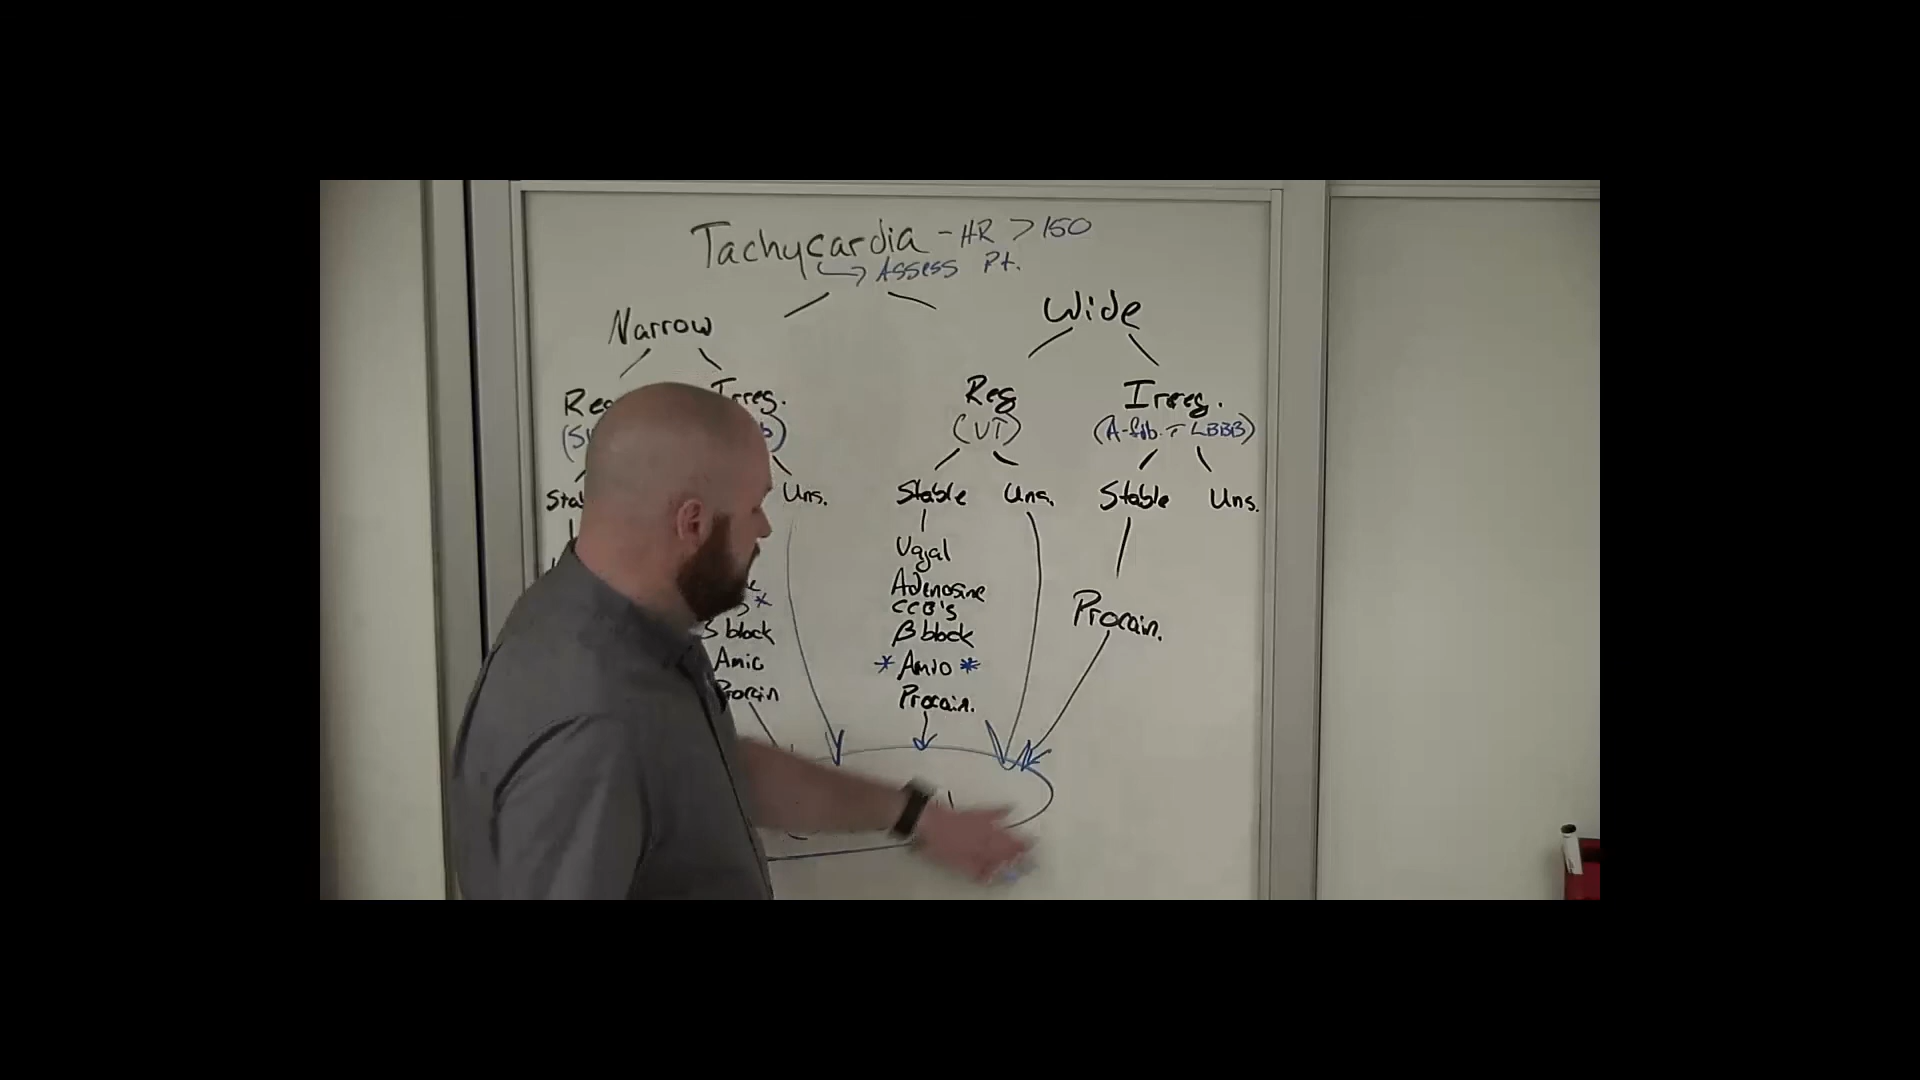 Tachycardia - HR > 150
→ Assess Pt.
Narrow
Wide
Irreg.
Reg
Irreg.
(VT)
(A-fib. c̄ LBBB)
Uns.
Stable
Uns.
Stable
Uns.
Vagal
Adenosine
*
CCB's
β block
β block
Amio
* Amio *
Procain
Procain.
Procain.